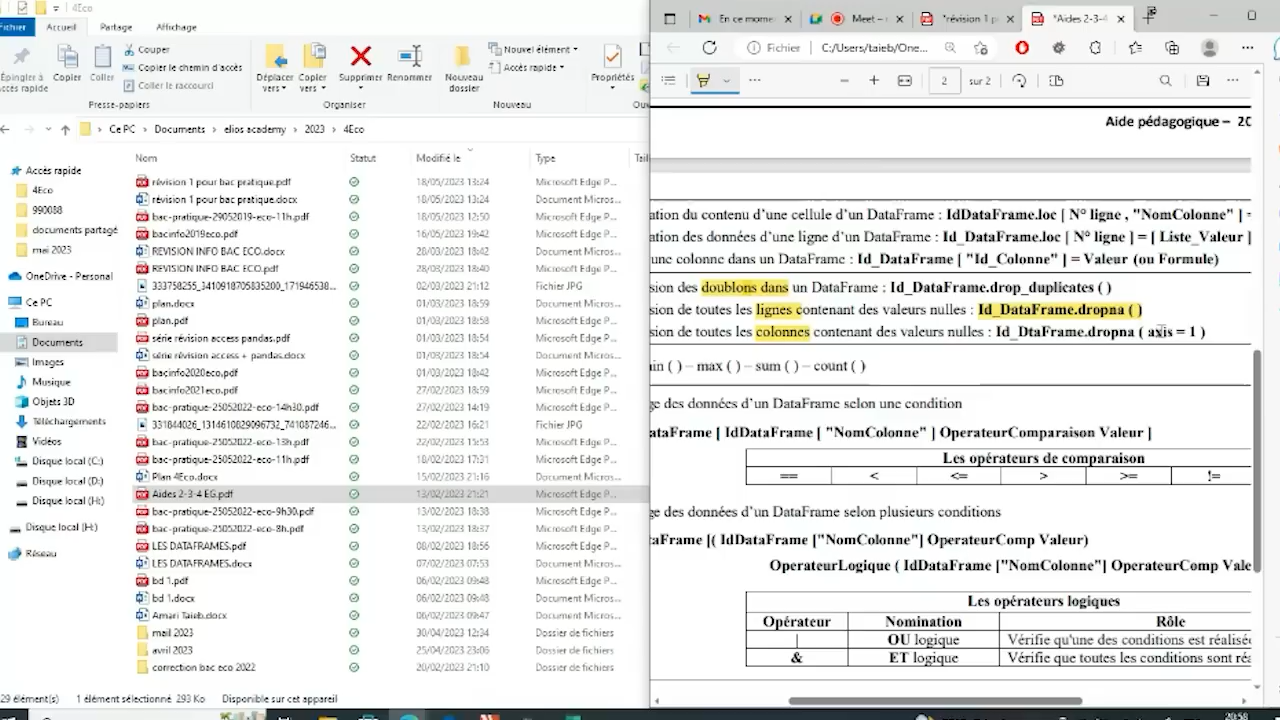 4Eco
Fichier
Accueil
Partage
Affichage
Épingler à
Accès rapide
Copier
Coller
Couper
Copier le chemin d'accès
Coller le raccourci
Presse-papiers
Déplacer
vers
Copier
vers
Supprimer
Renommer
Organiser
Nouveau
dossier
Nouvel élément
Accès rapide
Nouveau
Propriétés
Ce PC
Documents
elios academy
2023
4Eco
Accès rapide
4Eco
990088
documents partagé
mai 2023
OneDrive - Personal
Ce PC
Bureau
Documents
Images
Musique
Objets 3D
Téléchargements
Vidéos
Disque local (C:)
Disque local (D:)
Disque local (H:)
Disque local (H:)
Réseau
Nom Statut Modifié le Type Taill
révision 1 pour bac pratique.pdf 18/05/2023 13:24 Microsoft Edge P...
révision 1 pour bac pratique.docx 18/05/2023 13:24 Document Micros...
bac-pratique-29052019-eco-11h.pdf 18/05/2023 12:50 Microsoft Edge P...
bacinfo2019eco.pdf 16/05/2023 19:42 Microsoft Edge P...
REVISION INFO BAC ECO.docx 28/03/2023 18:42 Document Micros...
REVISION INFO BAC ECO.pdf 28/03/2023 18:40 Microsoft Edge P...
333758255_3410918705835200_171946538... 02/03/2023 21:12 Fichier JPG
plan.docx 01/03/2023 18:59 Document Micros...
plan.pdf 01/03/2023 18:58 Microsoft Edge P...
série révision access pandas.pdf 01/03/2023 18:54 Microsoft Edge P...
série révision access + pandas.docx 01/03/2023 18:54 Document Micros...
bacinfo2020eco.pdf 01/03/2023 18:42 Microsoft Edge P...
bacinfo2021eco.pdf 27/02/2023 18:59 Microsoft Edge P...
bac-pratique-25052022-eco-14h30.pdf 27/02/2023 14:19 Microsoft Edge P...
331844026_1314610829096732_741087246... 22/02/2023 16:21 Fichier JPG
bac-pratique-25052022-eco-13h.pdf 22/02/2023 15:53 Microsoft Edge P...
bac-pratique-25052022-eco-11h.pdf 18/02/2023 17:31 Microsoft Edge P...
Plan 4Eco.docx 15/02/2023 21:16 Document Micros...
Aides 2-3-4 EG.pdf 13/02/2023 21:21 Microsoft Edge P...
bac-pratique-25052022-eco-9h30.pdf 13/02/2023 18:38 Microsoft Edge P...
bac-pratique-25052022-eco-8h.pdf 13/02/2023 18:37 Microsoft Edge P...
LES DATAFRAMES.pdf 08/02/2023 18:56 Microsoft Edge P...
LES DATAFRAMES.docx 07/02/2023 07:53 Document Micros...
bd 1.pdf 06/02/2023 09:48 Microsoft Edge P...
bd 1.docx 06/02/2023 09:48 Document Micros...
Amari Taieb.docx 06/02/2023 09:47 Document Micros...
mail 2023 30/04/2023 12:34 Dossier de fichiers
avril 2023 25/04/2023 23:06 Dossier de fichiers
correction bac eco 2022 20/02/2023 21:10 Dossier de fichiers
29 élément(s) 1 élément sélectionné 293 Ko Disponible sur cet appareil
En ce mome
Meet –
*révision 1 p
*Aides 2-3-4
Fichier
C:/Users/taieb/One...
2 sur 2
Aide pédagogique – 20
ation du contenu d'une cellule d'un DataFrame : IdDataFrame.loc [ N° ligne , "NomColonne" ] =
ation des données d'une ligne d'un DataFrame : Id_DataFrame.loc [ N° ligne ] = [ Liste_Valeur ]
une colonne dans un DataFrame : Id_DataFrame [ "Id_Colonne" ] = Valeur (ou Formule)
sion des doublons dans un DataFrame : Id_DataFrame.drop_duplicates ( )
sion de toutes les lignes contenant des valeurs nulles : Id_DataFrame.dropna ( )
sion de toutes les colonnes contenant des valeurs nulles : Id_DtaFrame.dropna ( axis = 1 )
in ( ) – max ( ) – sum ( ) – count ( )
ge des données d'un DataFrame selon une condition
ataFrame [ IdDataFrame [ "NomColonne" ] OperateurComparaison Valeur ]
Les opérateurs de comparaison
== < <= > >= !=
ge des données d'un DataFrame selon plusieurs conditions
aFrame [( IdDataFrame ["NomColonne"] OperateurComp Valeur)
OperateurLogique ( IdDataFrame ["NomColonne"] OperateurComp Vale
Les opérateurs logiques
Opérateur Nomination Rôle
| OU logique Vérifie qu'une des conditions est réalisée
& ET logique Vérifie que toutes les conditions sont réa
20:58